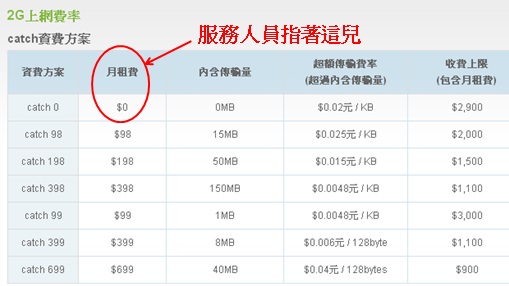 2G上網費率
服務人員指著這兒
catch資費方案
資費方案 月租費 內含傳輸量 超額傳輸費率 (超過內含傳輸量) 收費上限 (包含月租費)
catch 0 $0 0MB $0.02元 / KB $2,900
catch 98 $98 15MB $0.025元 / KB $2,000
catch 198 $198 50MB $0.015元 / KB $1,500
catch 398 $398 150MB $0.0048元 / KB $1,100
catch 99 $99 1MB $0.0048元 / KB $3,000
catch 399 $399 8MB $0.006元 / 128byte $1,100
catch 699 $699 40MB $0.04元 / 128bytes $900